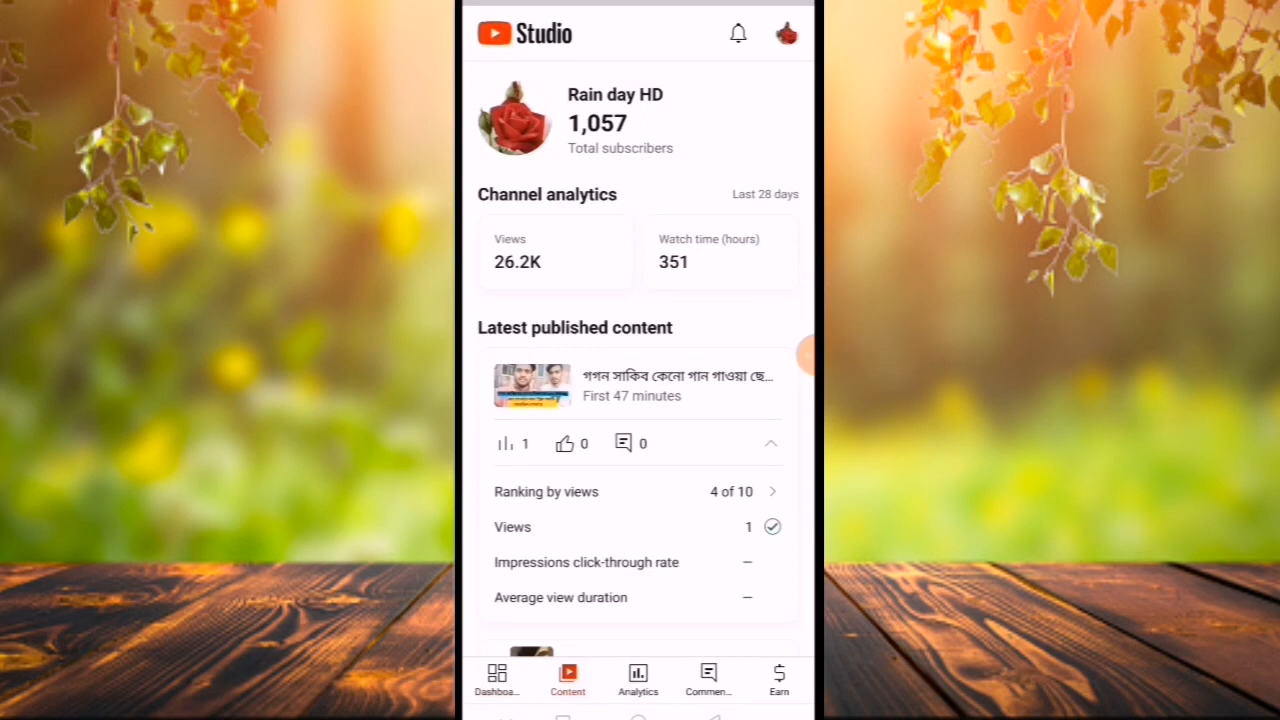 Studio
Rain day HD
1,057
Total subscribers
Channel analytics
Last 28 days
Views
Watch time (hours)
26.2K
351
Latest published content
গগন সাকিব কেনো গান গাওয়া ছে...
First 47 minutes
1 0 0
Ranking by views 4 of 10
Views 1
Impressions click-through rate —
Average view duration —
Dashboa... Content Analytics Commen... Earn